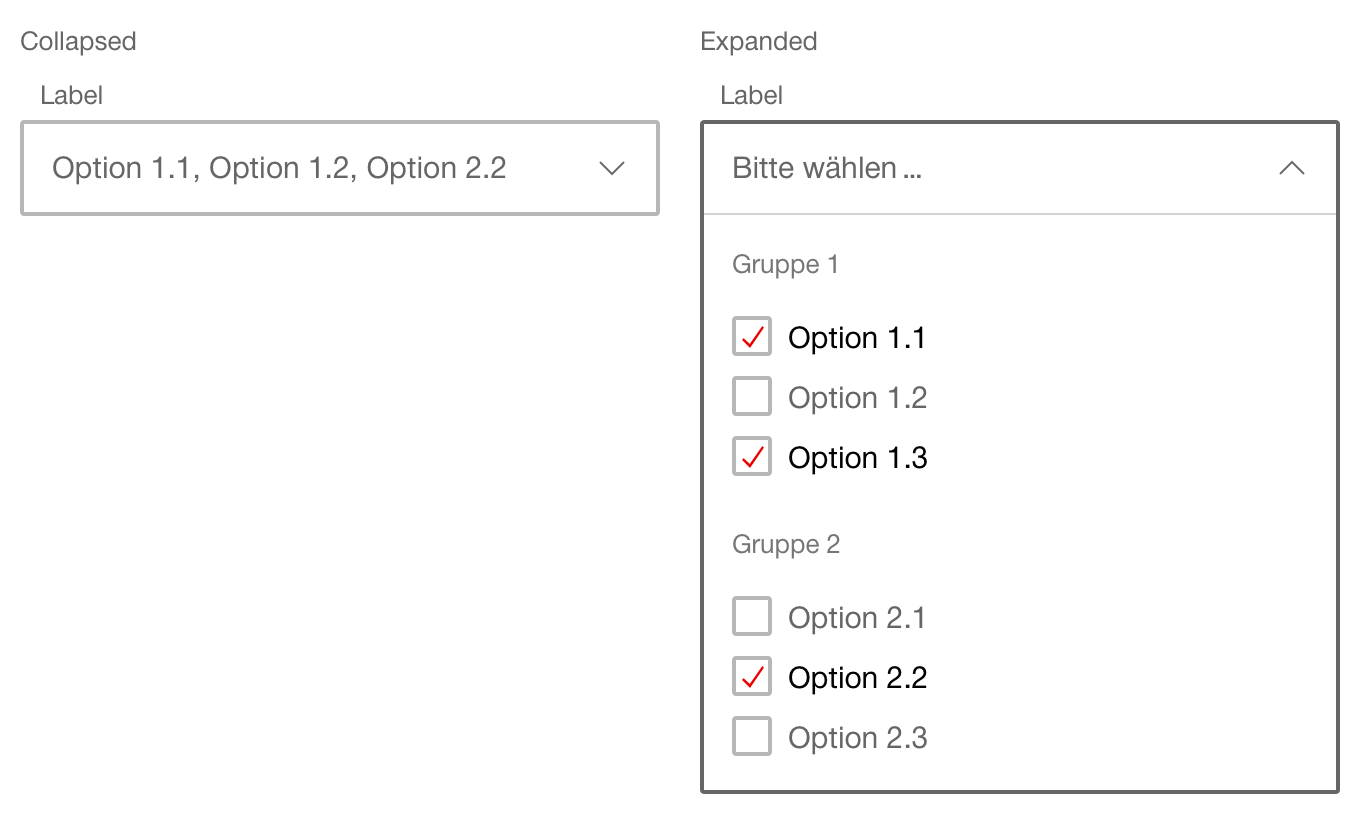 Collapsed
Label
Option 1.1, Option 1.2, Option 2.2
Expanded
Label
Bitte wählen ...
Gruppe 1
Option 1.1
Option 1.2
Option 1.3
Gruppe 2
Option 2.1
Option 2.2
Option 2.3